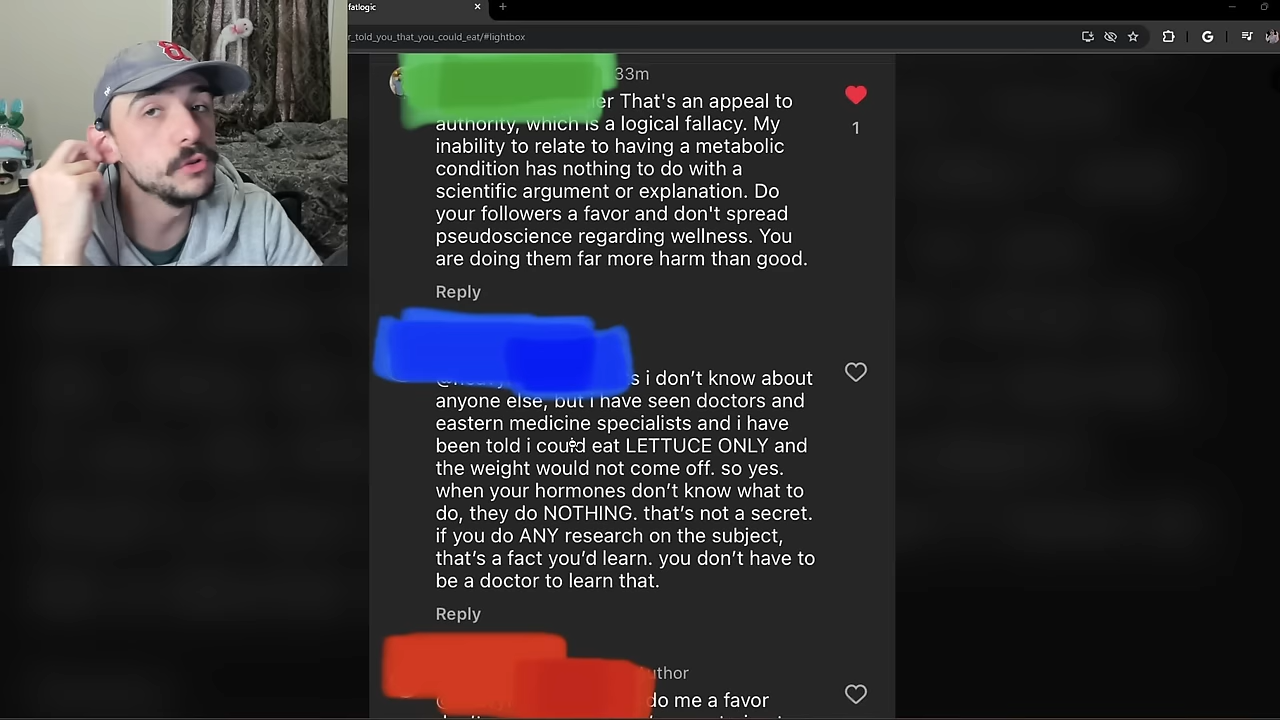 fatlogic
r_told_you_that_you_could_eat/#lightbox
33m
er That's an appeal to
authority, which is a logical fallacy. My
inability to relate to having a metabolic
condition has nothing to do with a
scientific argument or explanation. Do
your followers a favor and don't spread
pseudoscience regarding wellness. You
are doing them far more harm than good.
1
Reply
s i don’t know about
anyone else, but i have seen doctors and
eastern medicine specialists and i have
been told i could eat LETTUCE ONLY and
the weight would not come off. so yes.
when your hormones don’t know what to
do, they do NOTHING. that’s not a secret.
if you do ANY research on the subject,
that’s a fact you’d learn. you don’t have to
be a doctor to learn that.
Reply
uthor
do me a favor